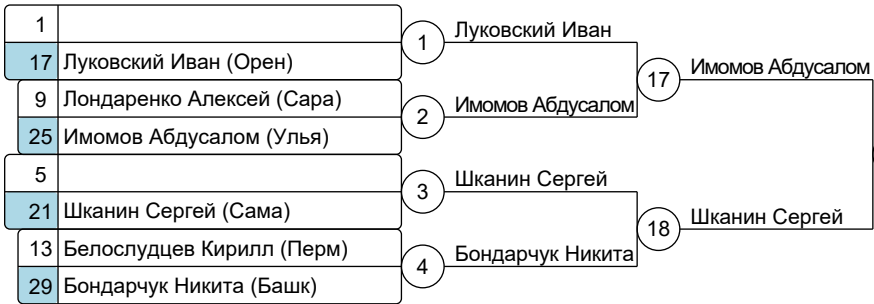 1
17 Луковский Иван (Орен)
9 Лондаренко Алексей (Сара)
25 Имомов Абдусалом (Улья)
5
21 Шканин Сергей (Сама)
13 Белослудцев Кирилл (Перм)
29 Бондарчук Никита (Башк)
1 Луковский Иван
2 Имомов Абдусалом
3 Шканин Сергей
4 Бондарчук Никита
17 Имомов Абдусалом
18 Шканин Сергей